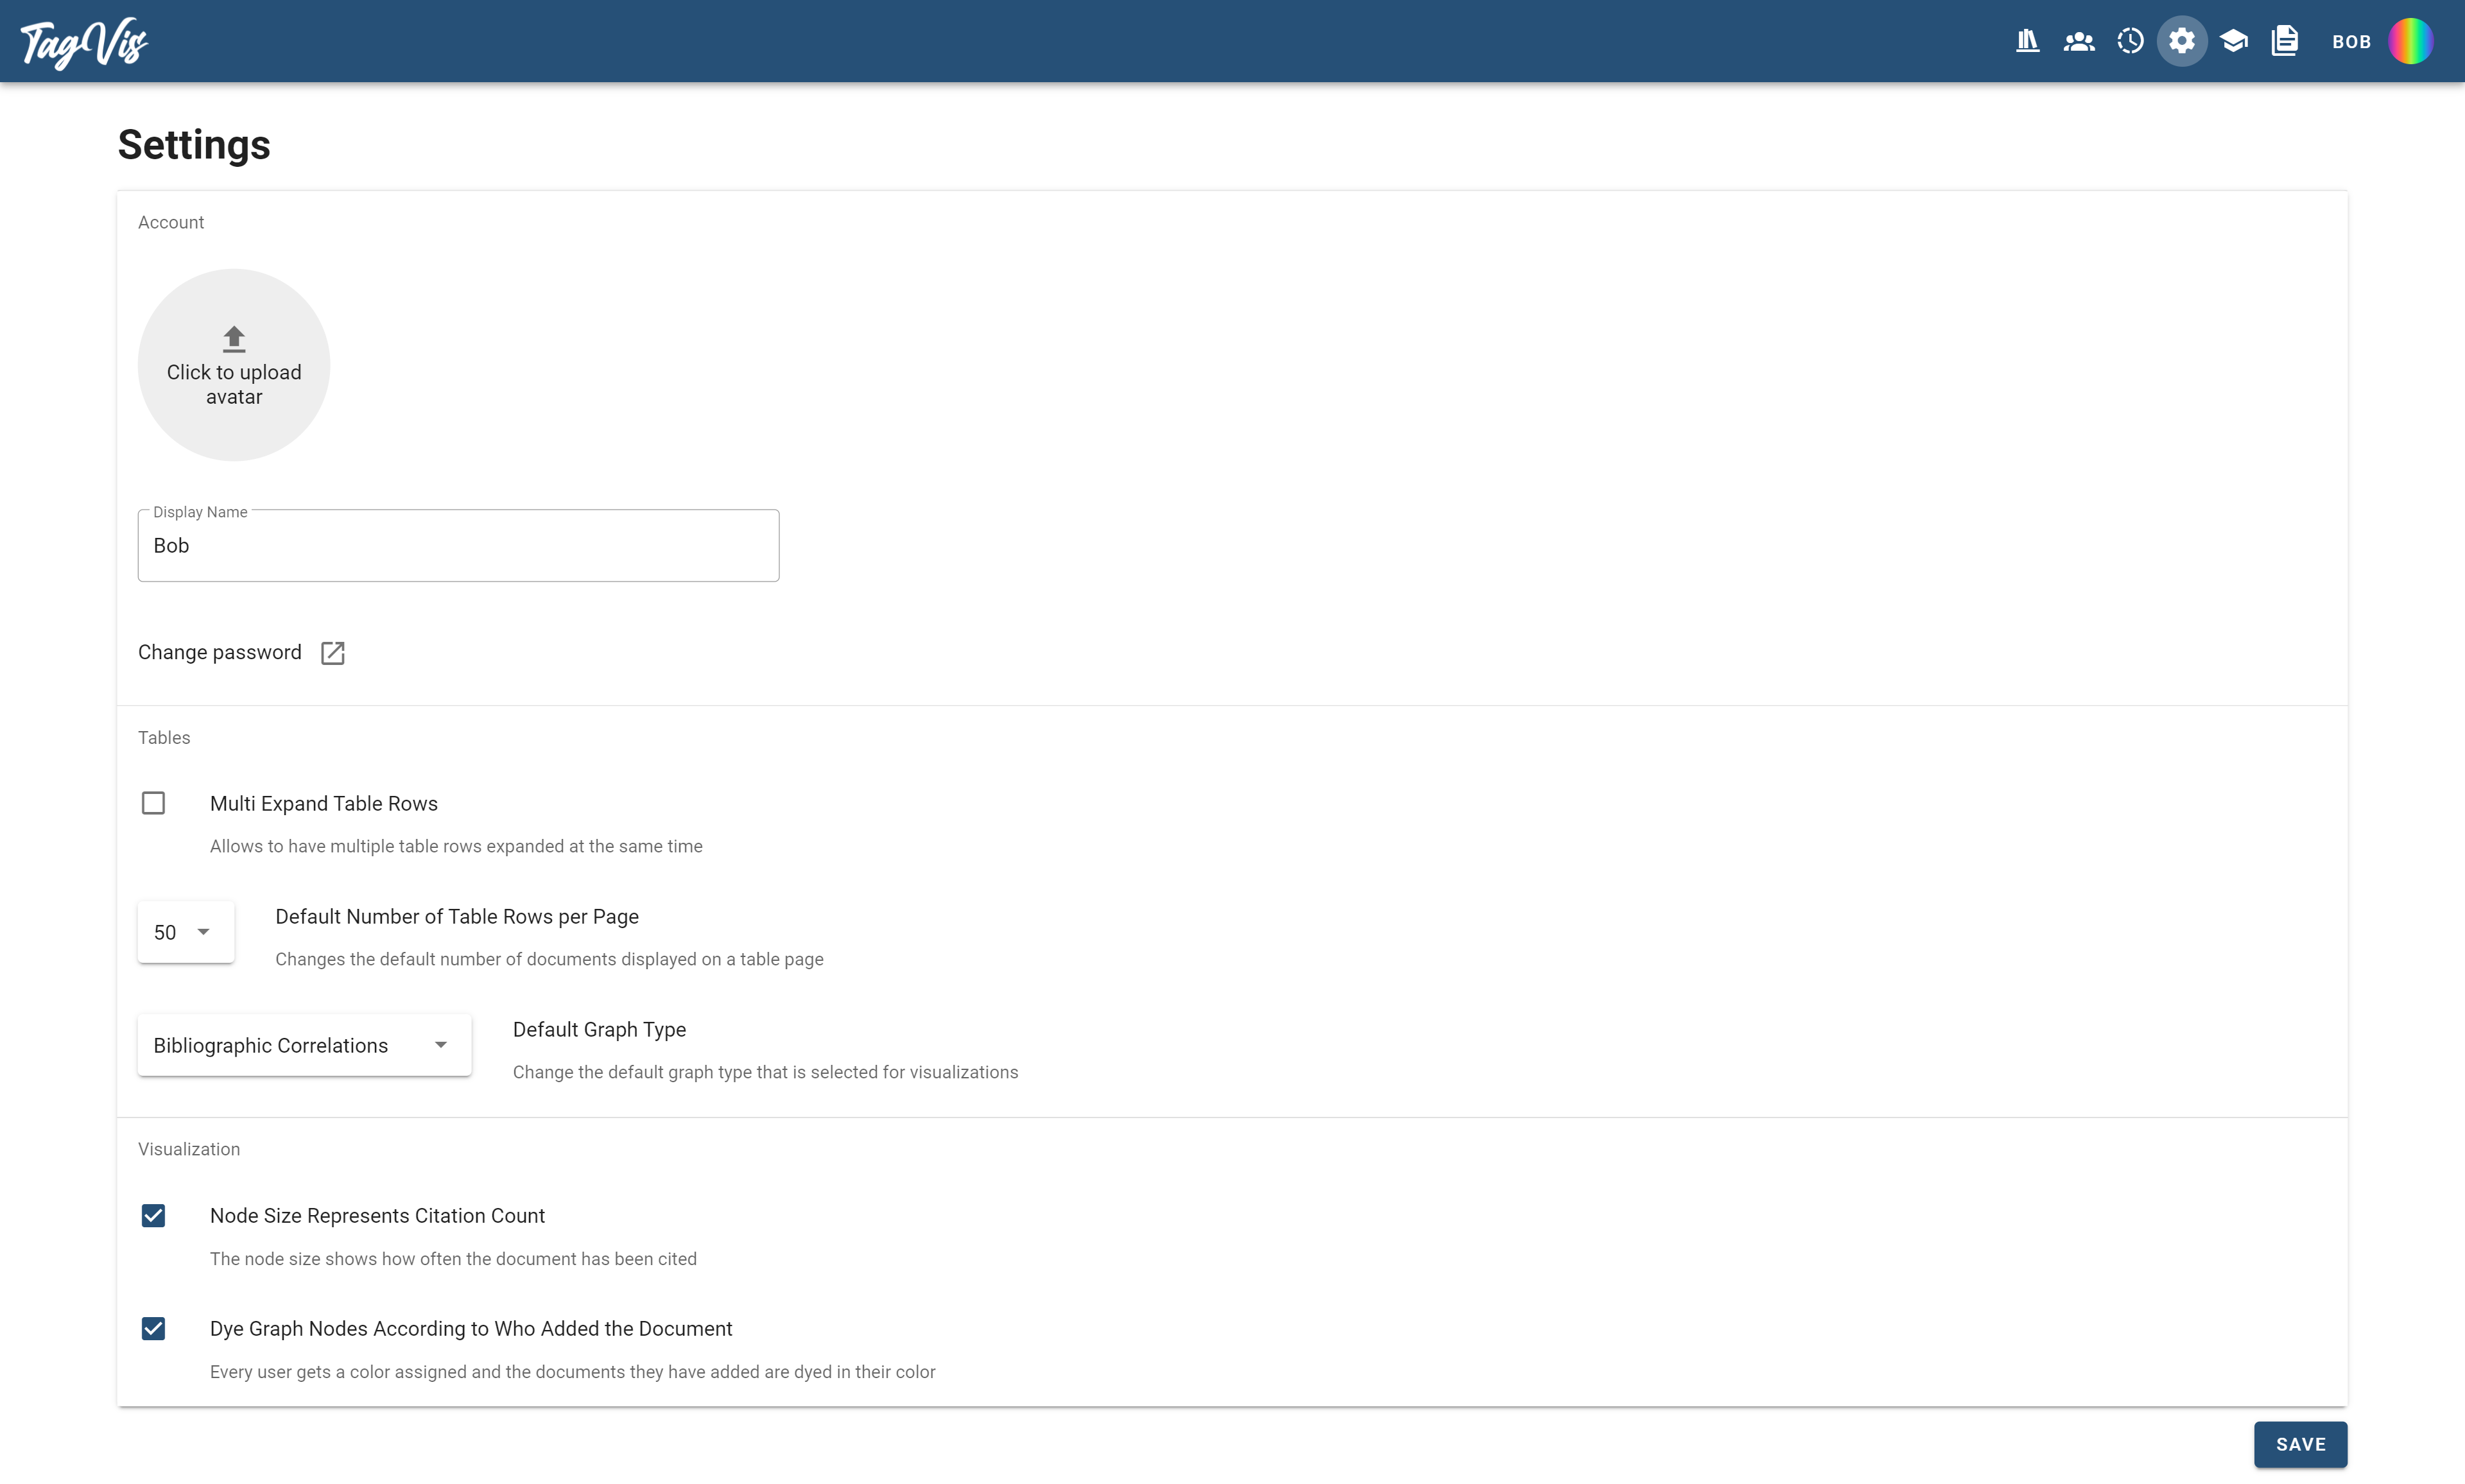 TagVis
BOB
Settings
Account
Click to upload
avatar
Display Name
Bob
Change password
Tables
Multi Expand Table Rows
Allows to have multiple table rows expanded at the same time
50
Default Number of Table Rows per Page
Changes the default number of documents displayed on a table page
Bibliographic Correlations
Default Graph Type
Change the default graph type that is selected for visualizations
Visualization
Node Size Represents Citation Count
The node size shows how often the document has been cited
Dye Graph Nodes According to Who Added the Document
Every user gets a color assigned and the documents they have added are dyed in their color
SAVE